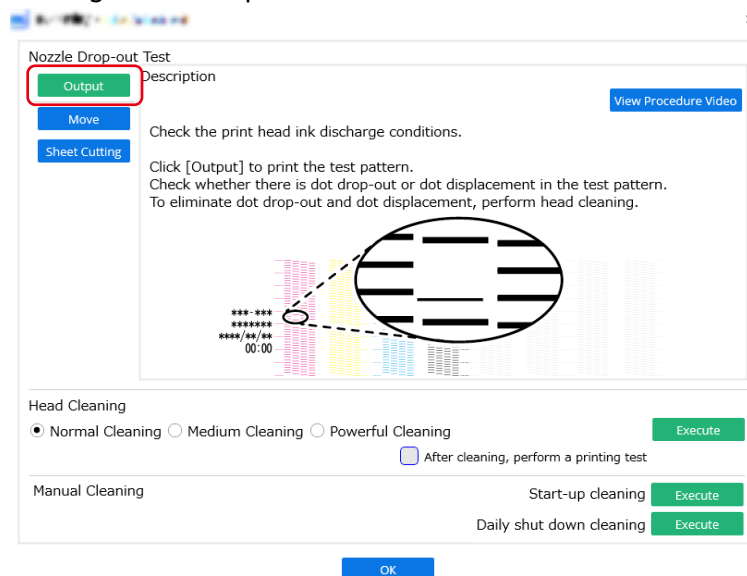 Nozzle Drop-out Test
Output
Description
View Procedure Video
Move
Check the print head ink discharge conditions.
Sheet Cutting
Click [Output] to print the test pattern.
Check whether there is dot drop-out or dot displacement in the test pattern.
To eliminate dot drop-out and dot displacement, perform head cleaning.
***-***
*******
****/**/**
00:00
Head Cleaning
Normal Cleaning Medium Cleaning Powerful Cleaning
Execute
After cleaning, perform a printing test
Manual Cleaning
Start-up cleaning Execute
Daily shut down cleaning Execute
OK